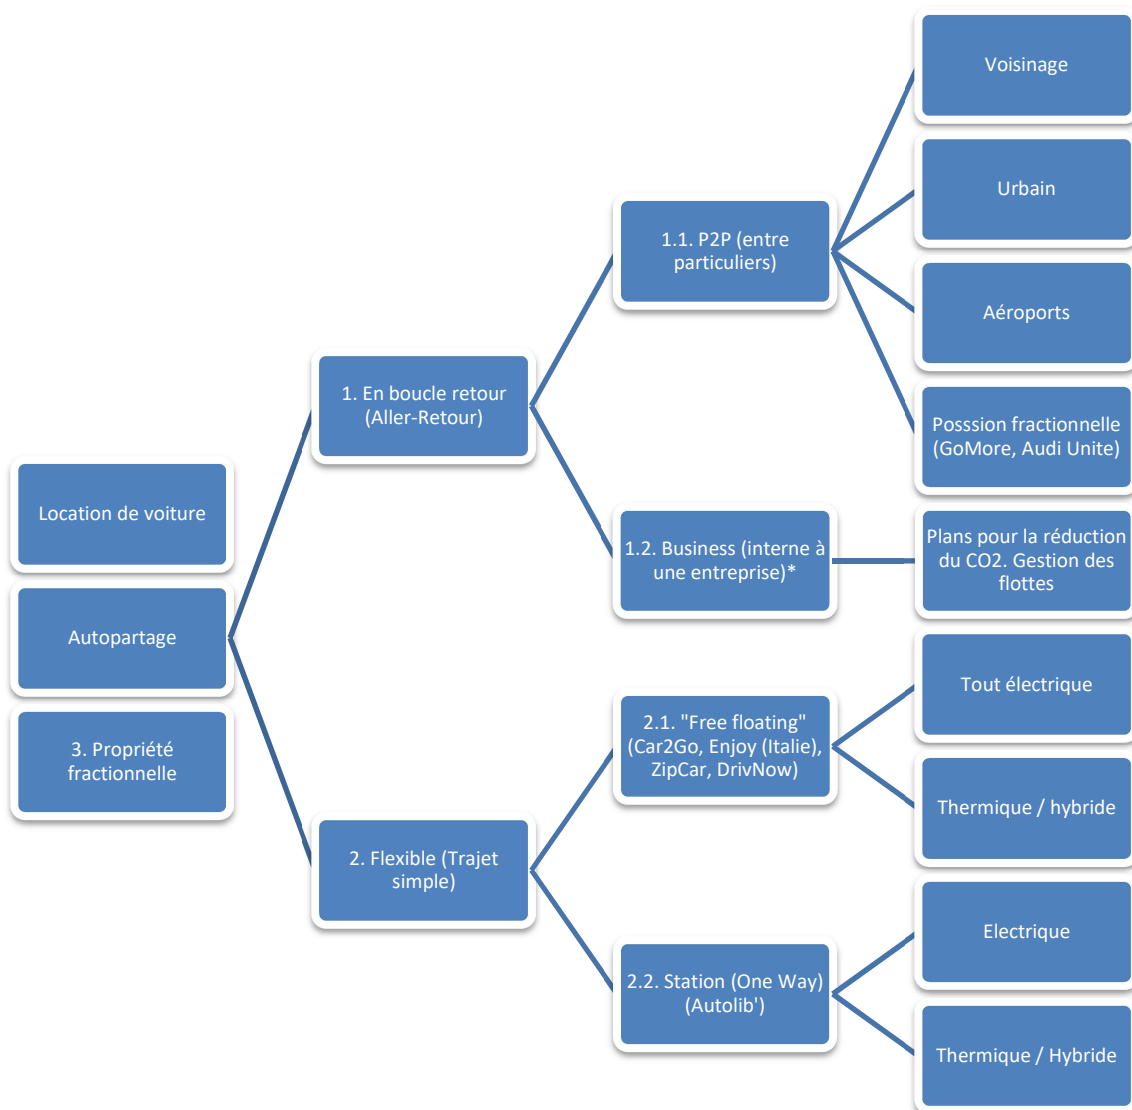 Location de voiture
Autopartage
3. Propriété
fractionnelle
1. En boucle retour
(Aller-Retour)
2. Flexible (Trajet
simple)
1.1. P2P (entre
particuliers)
1.2. Business (interne à
une entreprise)*
2.1. "Free floating"
(Car2Go, Enjoy (Italie),
ZipCar, DrivNow)
2.2. Station (One Way)
(Autolib')
Voisinage
Urbain
Aéroports
Posssion fractionnelle
(GoMore, Audi Unite)
Plans pour la réduction
du CO2. Gestion des
flottes
Tout électrique
Thermique / hybride
Electrique
Thermique / Hybride